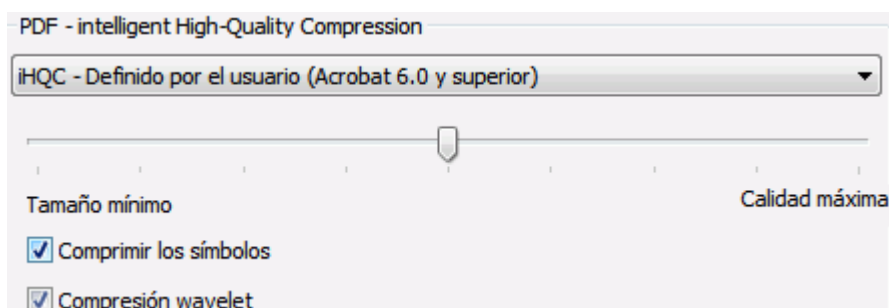 PDF - intelligent High-Quality Compression
iHQC - Definido por el usuario (Acrobat 6.0 y superior)
Tamaño mínimo Calidad máxima
Comprimir los símbolos
Compresión wavelet